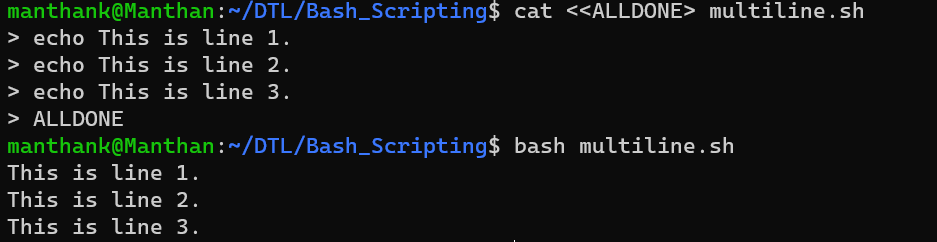 manthank@Manthan:~/DTL/Bash_Scripting$ cat <<ALLDONE> multiline.sh
> echo This is line 1.
> echo This is line 2.
> echo This is line 3.
> ALLDONE
manthank@Manthan:~/DTL/Bash_Scripting$ bash multiline.sh
This is line 1.
This is line 2.
This is line 3.